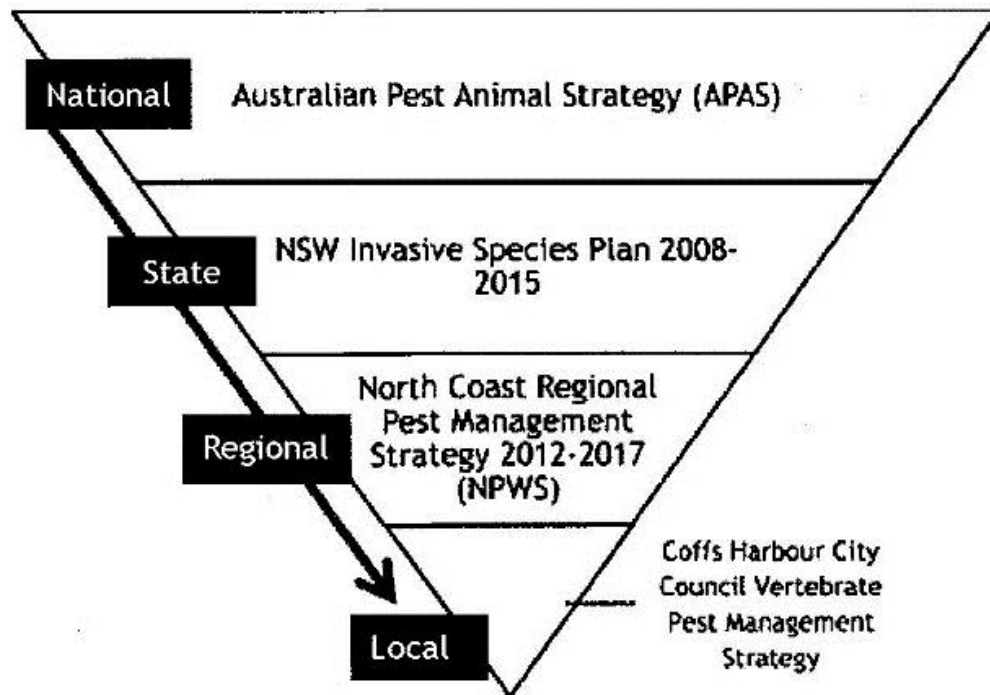 National
Australian Pest Animal Strategy (APAS)
State
NSW Invasive Species Plan 2008-
2015
Regional
North Coast Regional
Pest Management
Strategy 2012-2017
(NPWS)
Local
Coffs Harbour City
Council Vertebrate
Pest Management
Strategy